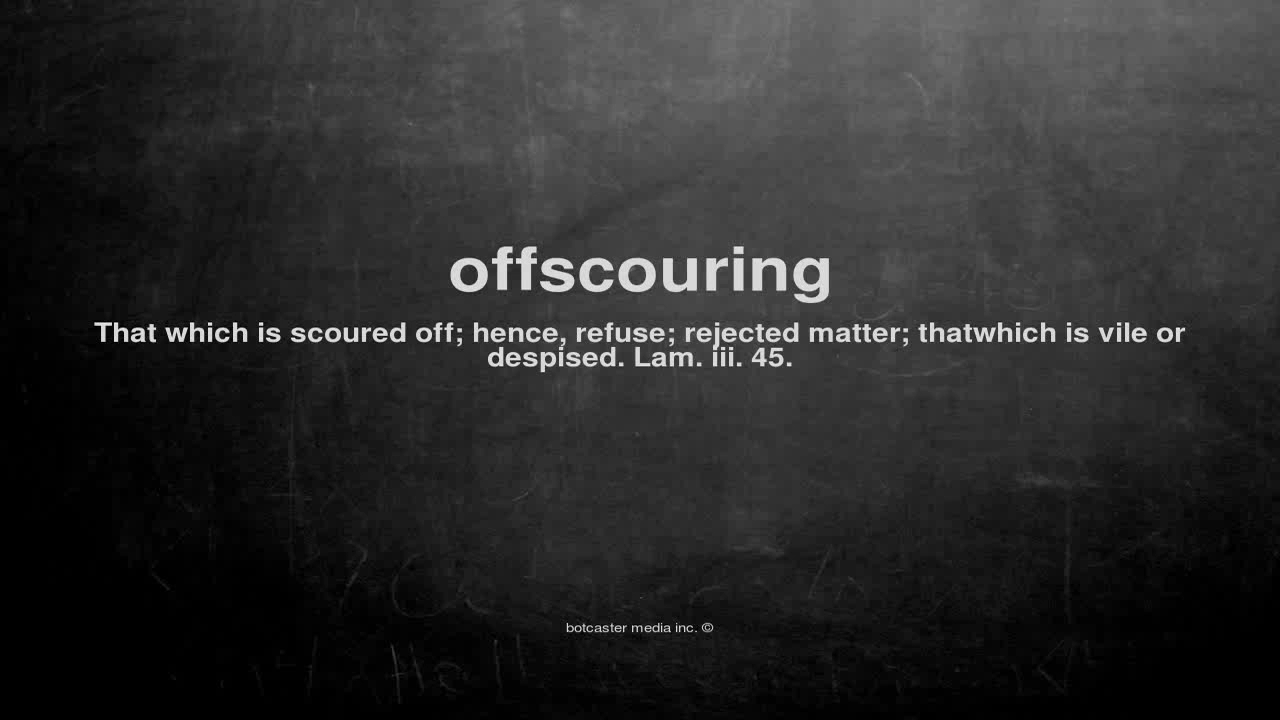 offscouring
That which is scoured off; hence, refuse; rejected matter; thatwhich is vile or
despised. Lam. iii. 45.
botcaster media inc. ©